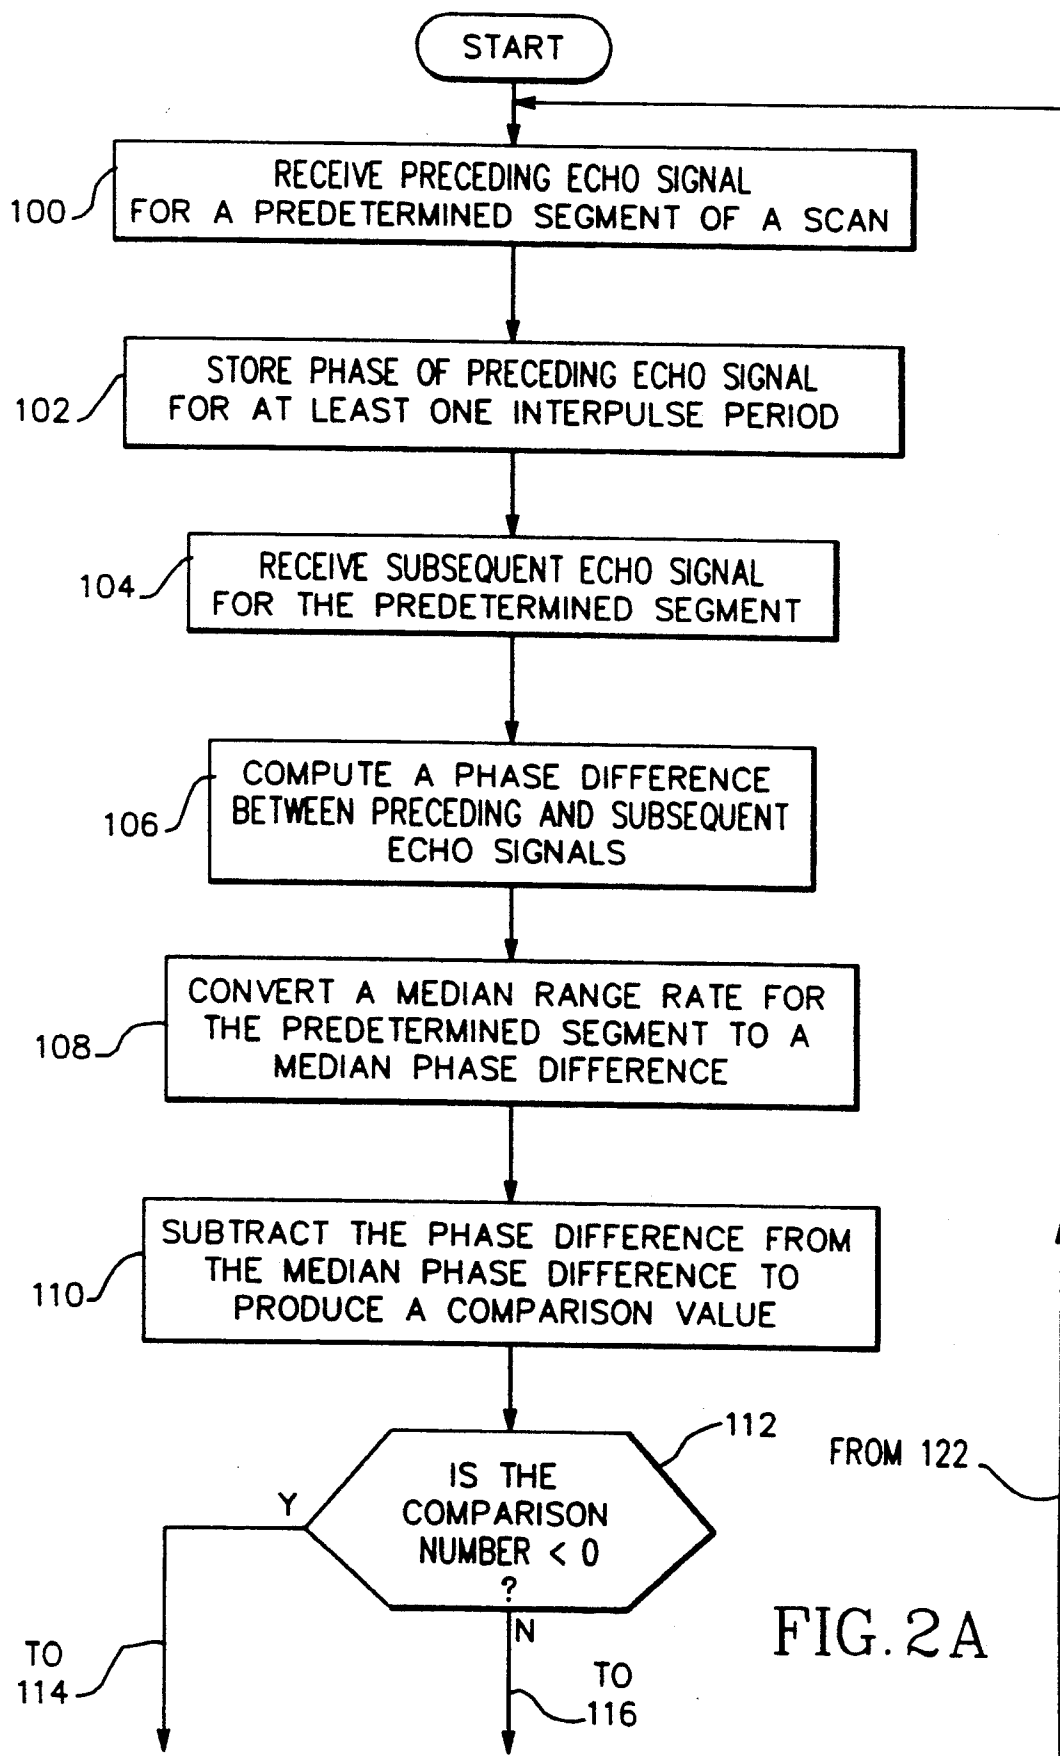 START
100
RECEIVE PRECEDING ECHO SIGNAL
FOR A PREDETERMINED SEGMENT OF A SCAN
102
STORE PHASE OF PRECEDING ECHO SIGNAL
FOR AT LEAST ONE INTERPULSE PERIOD
104
RECEIVE SUBSEQUENT ECHO SIGNAL
FOR THE PREDETERMINED SEGMENT
106
COMPUTE A PHASE DIFFERENCE
BETWEEN PRECEDING AND SUBSEQUENT
ECHO SIGNALS
108
CONVERT A MEDIAN RANGE RATE FOR
THE PREDETERMINED SEGMENT TO A
MEDIAN PHASE DIFFERENCE
110
SUBTRACT THE PHASE DIFFERENCE FROM
THE MEDIAN PHASE DIFFERENCE TO
PRODUCE A COMPARISON VALUE
112
IS THE
COMPARISON
NUMBER < 0
?
Y
N
FROM 122
TO
114
TO
116
FIG. 2A